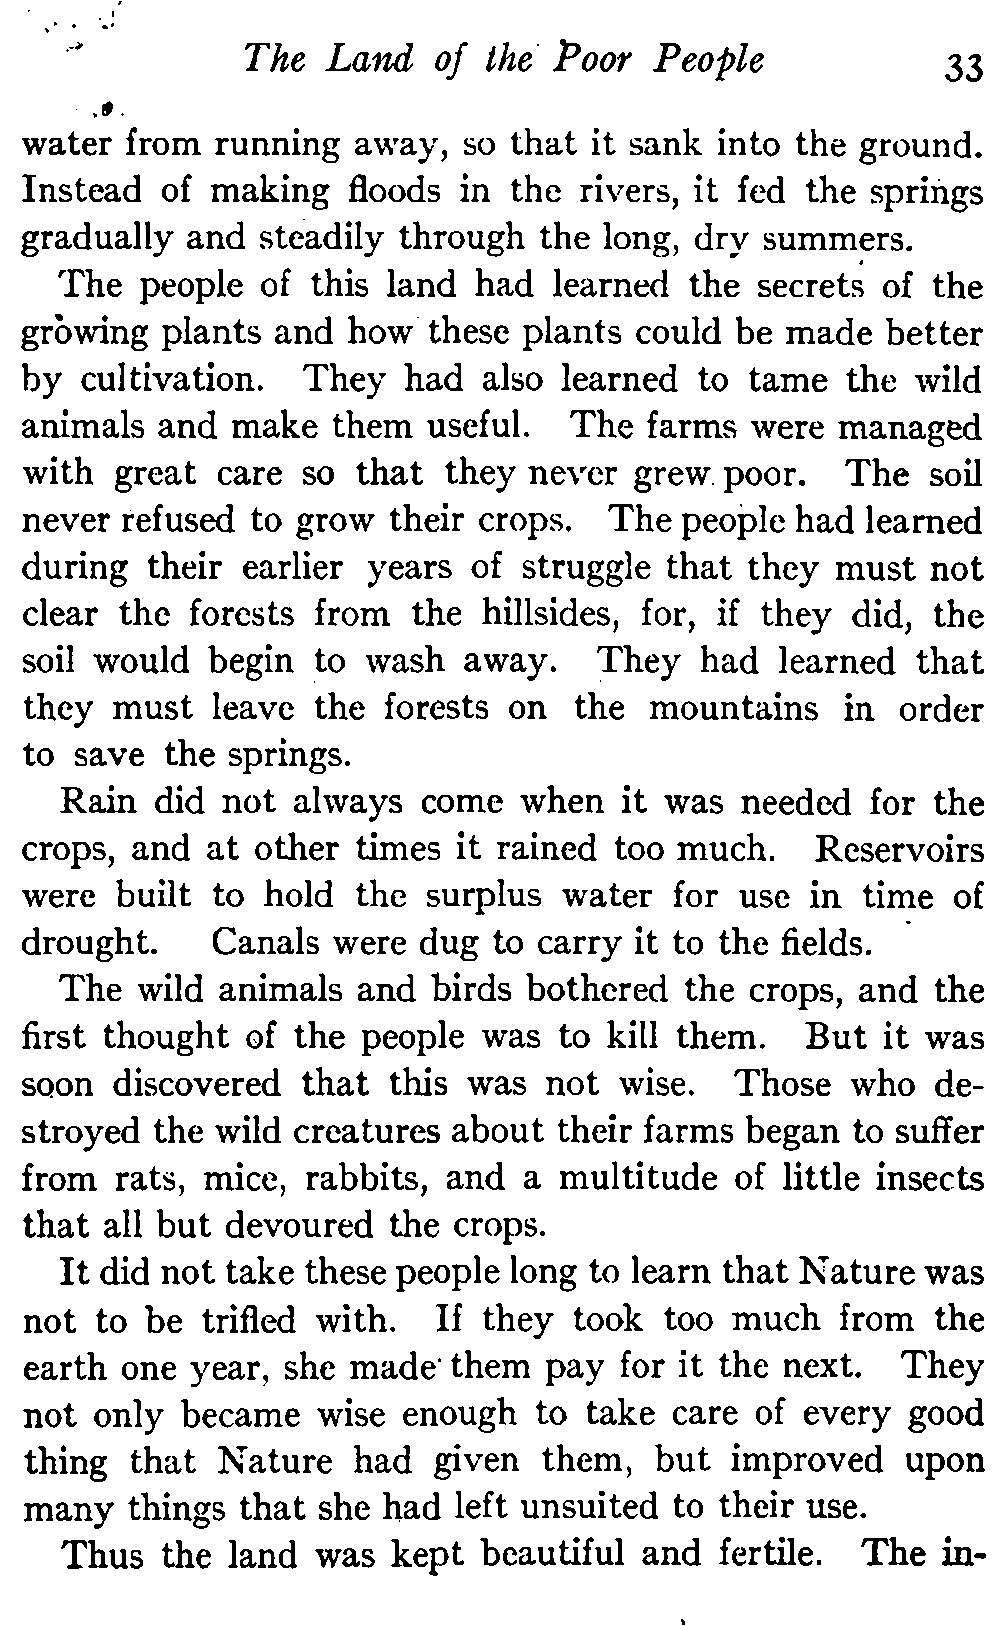 The Land of the Poor People 33
water from running away, so that it sank into the ground.
Instead of making floods in the rivers, it fed the springs
gradually and steadily through the long, dry summers.
The people of this land had learned the secrets of the
growing plants and how these plants could be made better
by cultivation. They had also learned to tame the wild
animals and make them useful. The farms were managed
with great care so that they never grew poor. The soil
never refused to grow their crops. The people had learned
during their earlier years of struggle that they must not
clear the forests from the hillsides, for, if they did, the
soil would begin to wash away. They had learned that
they must leave the forests on the mountains in order
to save the springs.
Rain did not always come when it was needed for the
crops, and at other times it rained too much. Reservoirs
were built to hold the surplus water for use in time of
drought. Canals were dug to carry it to the fields.
The wild animals and birds bothered the crops, and the
first thought of the people was to kill them. But it was
soon discovered that this was not wise. Those who de-
stroyed the wild creatures about their farms began to suffer
from rats, mice, rabbits, and a multitude of little insects
that all but devoured the crops.
It did not take these people long to learn that Nature was
not to be trifled with. If they took too much from the
earth one year, she made them pay for it the next. They
not only became wise enough to take care of every good
thing that Nature had given them, but improved upon
many things that she had left unsuited to their use.
Thus the land was kept beautiful and fertile. The in-